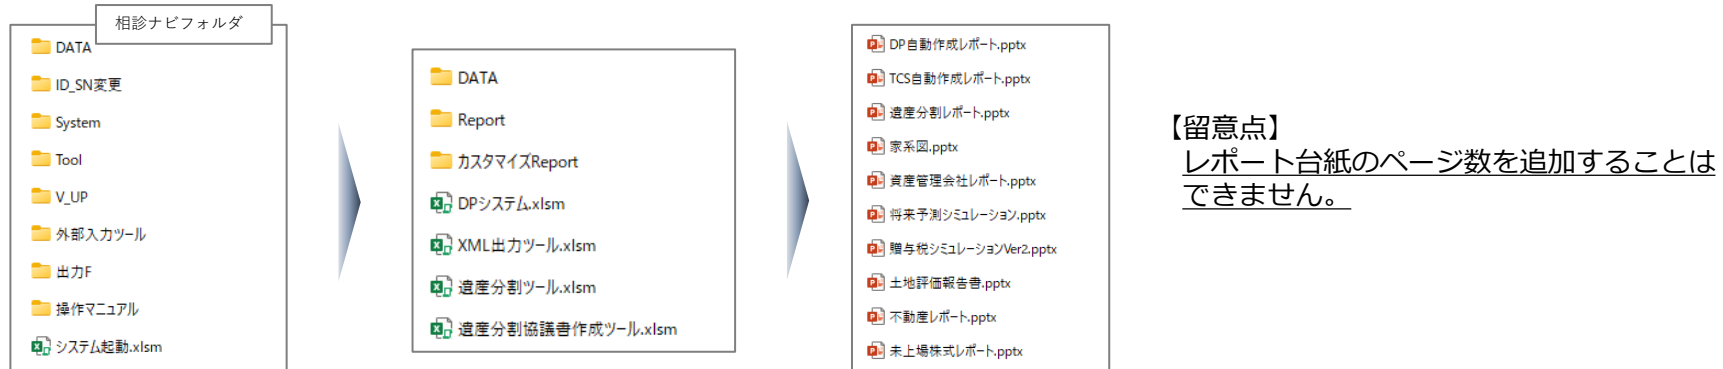 相診ナビフォルダ
DATA
ID_SN変更
System
Tool
V_UP
外部入力ツール
出力F
操作マニュアル
システム起動.xlsm
DATA
Report
カスタマイズReport
DPシステム.xlsm
XML出力ツール.xlsm
遺産分割ツール.xlsm
遺産分割協議書作成ツール.xlsm
DP自動作成レポート.pptx
TCS自動作成レポート.pptx
遺産分割レポート.pptx
家系図.pptx
資産管理会社レポート.pptx
将来予測シミュレーション.pptx
贈与税シミュレーションVer2.pptx
土地評価報告書.pptx
不動産レポート.pptx
未上場株式レポート.pptx
【留意点】
レポート台紙のページ数を追加することは
できません。